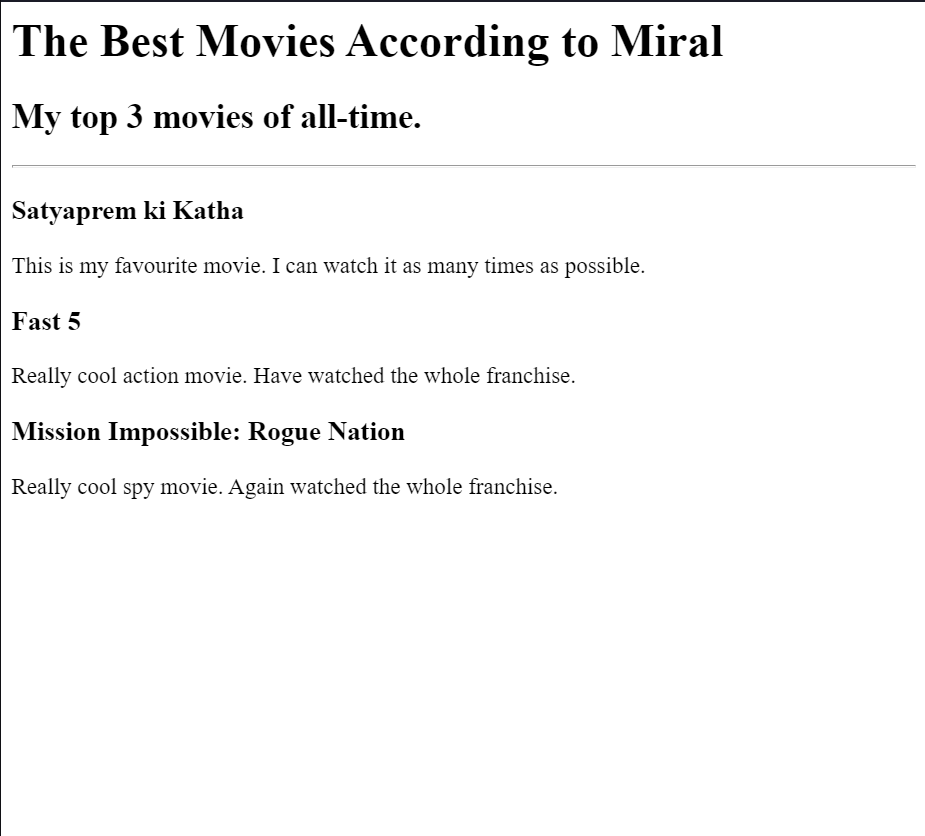 The Best Movies According to Miral
My top 3 movies of all-time.
Satyaprem ki Katha
This is my favourite movie. I can watch it as many times as possible.
Fast 5
Really cool action movie. Have watched the whole franchise.
Mission Impossible: Rogue Nation
Really cool spy movie. Again watched the whole franchise.